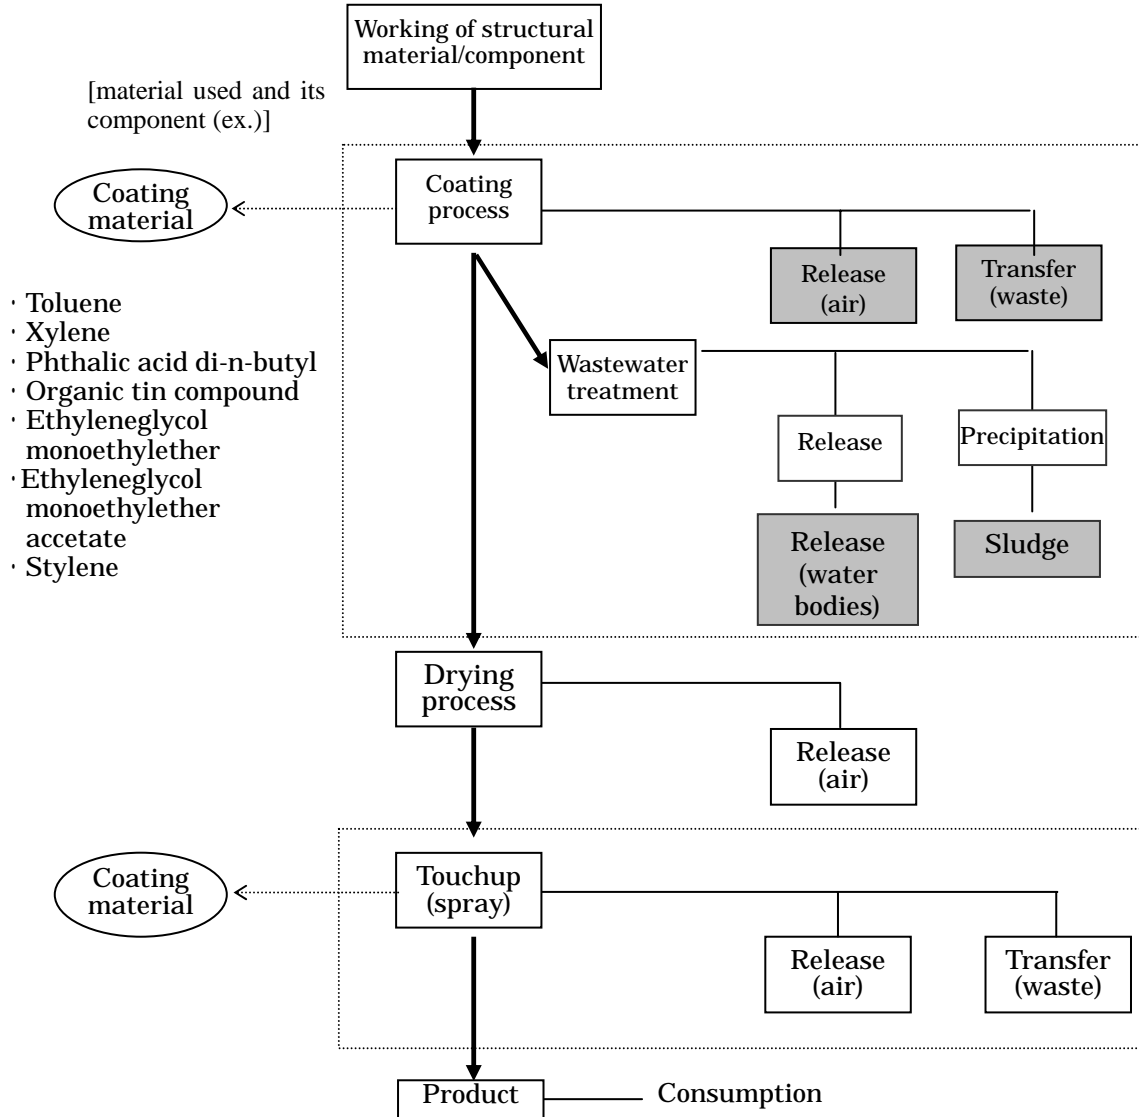 Working of structural
material/component
[material used and its
component (ex.)]
Coating
material
Coating
process
Release
(air)
Transfer
(waste)
· Toluene
· Xylene
· Phthalic acid di-n-butyl
· Organic tin compound
· Ethyleneglycol
monoethylether
· Ethyleneglycol
monoethylether
accetate
· Stylene
Wastewater
treatment
Release
Precipitation
Release
(water
bodies)
Sludge
Drying
process
Release
(air)
Coating
material
Touchup
(spray)
Release
(air)
Transfer
(waste)
Product
Consumption